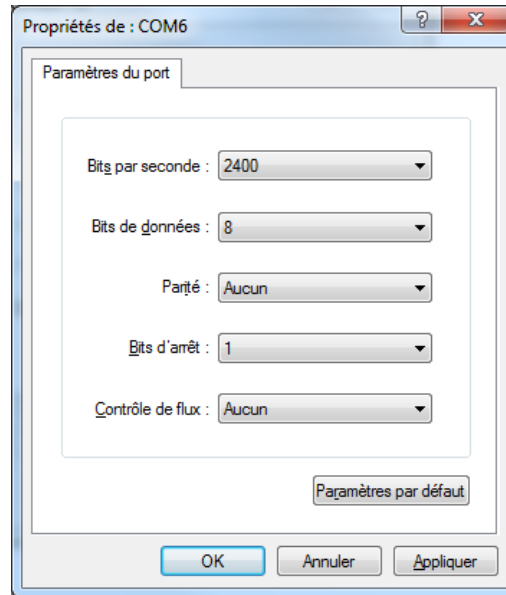 Propriétés de : COM6
Paramètres du port
Bits par seconde : 2400
Bits de données : 8
Parité : Aucun
Bits d'arrêt : 1
Contrôle de flux : Aucun
Paramètres par défaut
OK Annuler Appliquer